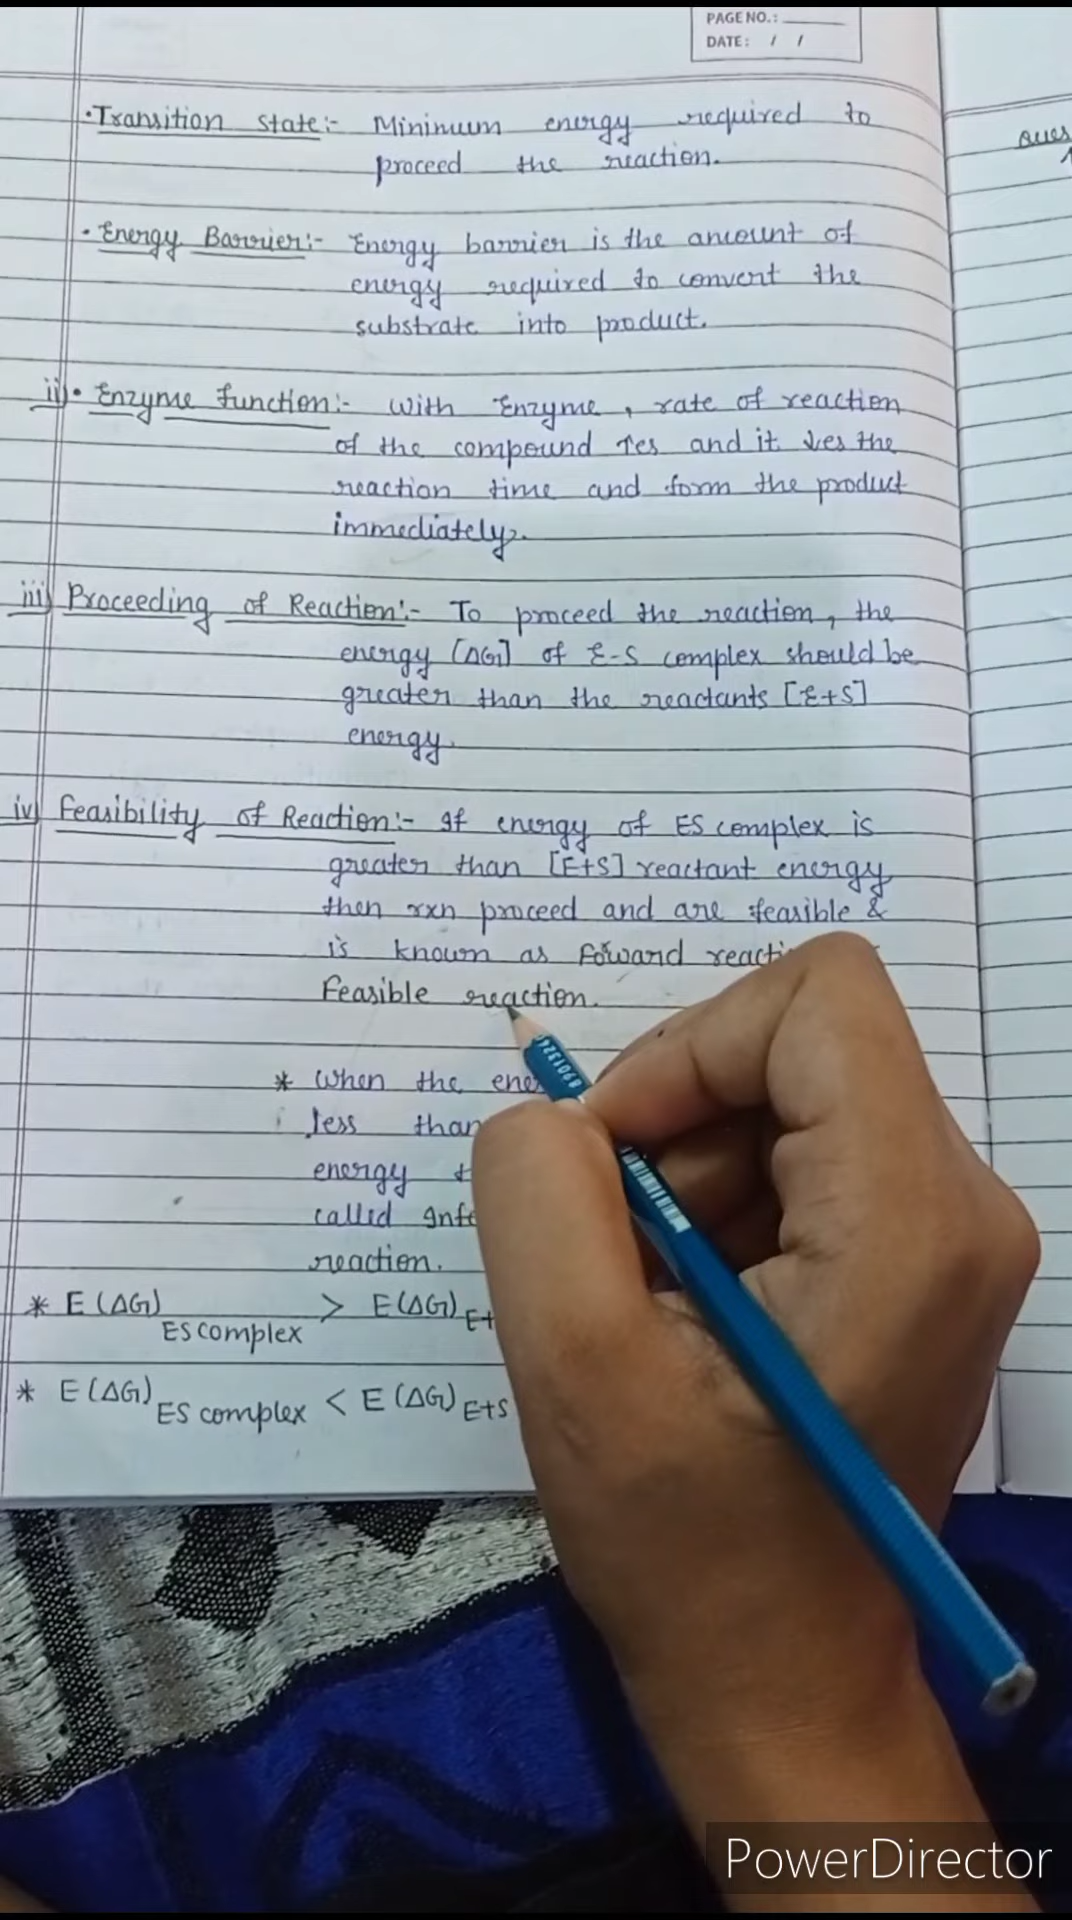 PAGE NO.:
DATE: / /
Ques
• Transition state:- Minimum energy required to
proceed the reaction.
• Energy Barrier:- Energy barrier is the amount of
energy required to convert the
substrate into product.
ii) • Enzyme function:- With Enzyme, rate of reaction
of the compound ↑es and it ↓es the
reaction time and form the product
immediately.
iii) Proceeding of Reaction:- To proceed the reaction, the
energy [ΔG] of E-S complex should be
greater than the reactants [E+S]
energy.
iv) Feasibility of Reaction:- If energy of ES complex is
greater than [E+S] reactant energy
then rxn proceed and are feasible &
is known as Foward
Feasible reaction.
* When the
less than
energy
called
reaction.
* E(ΔG) ES complex > E(ΔG)
* E(ΔG) ES complex < E(ΔG) E+S
PowerDirector